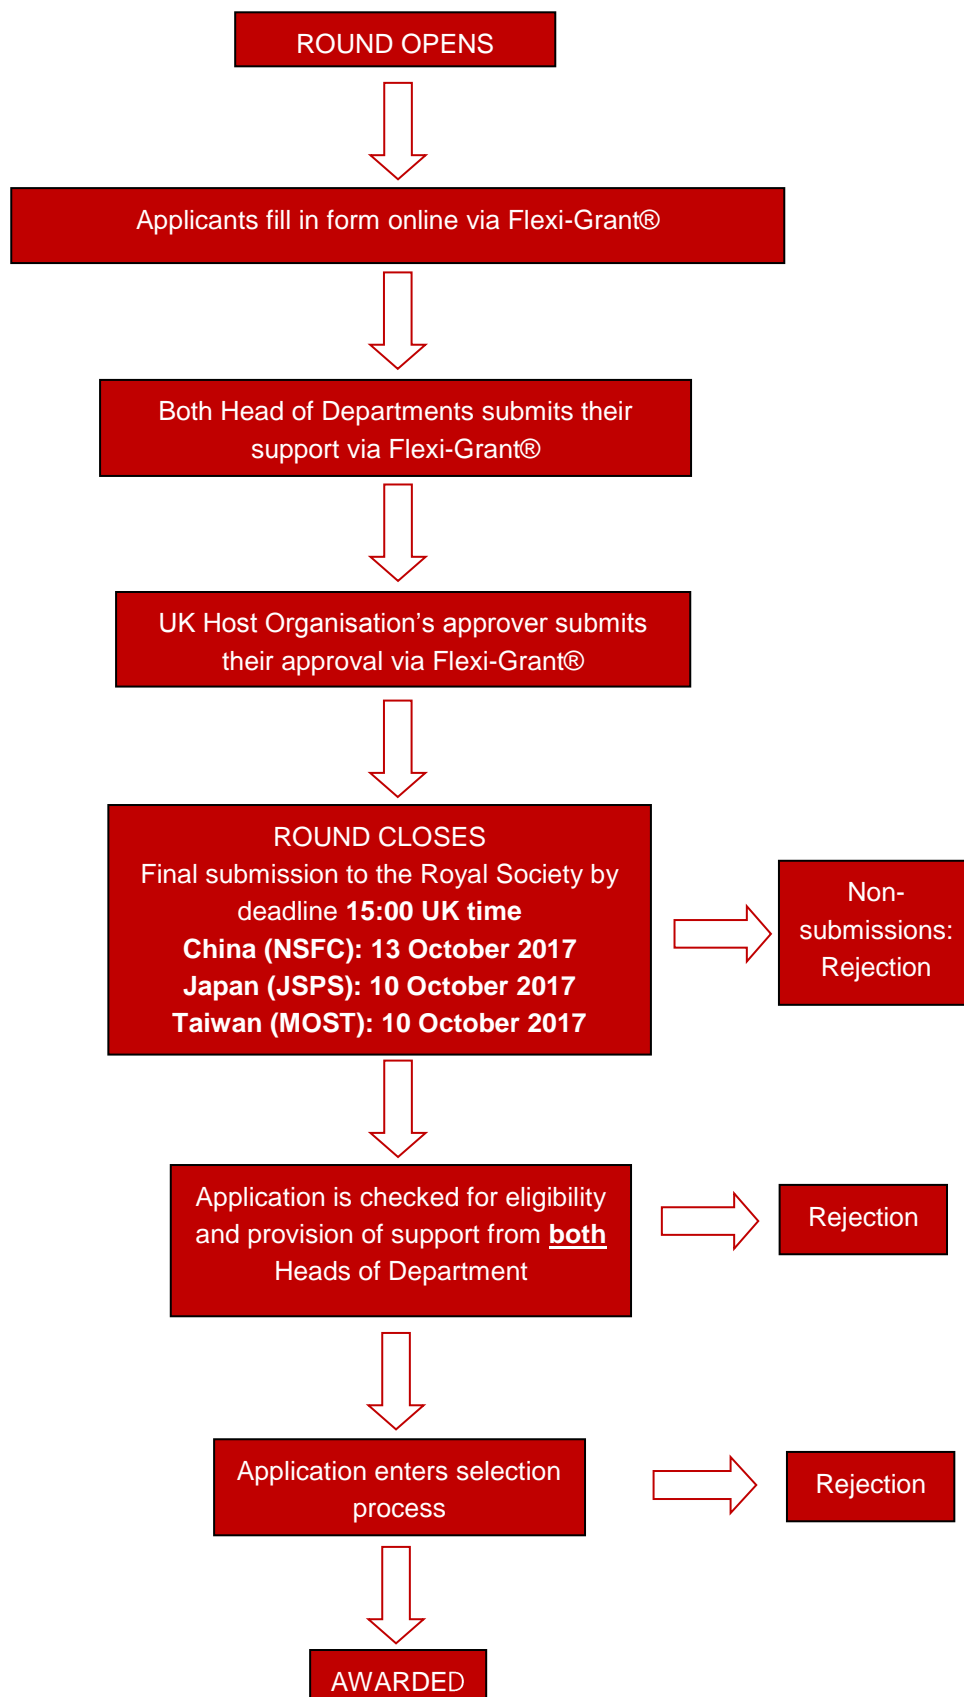 ROUND OPENS
Applicants fill in form online via Flexi-Grant®
Both Head of Departments submits their
support via Flexi-Grant®
UK Host Organisation’s approver submits
their approval via Flexi-Grant®
ROUND CLOSES
Final submission to the Royal Society by
deadline 15:00 UK time
China (NSFC): 13 October 2017
Japan (JSPS): 10 October 2017
Taiwan (MOST): 10 October 2017
Non-
submissions:
Rejection
Application is checked for eligibility
and provision of support from both
Heads of Department
Rejection
Application enters selection
process
Rejection
AWARDED